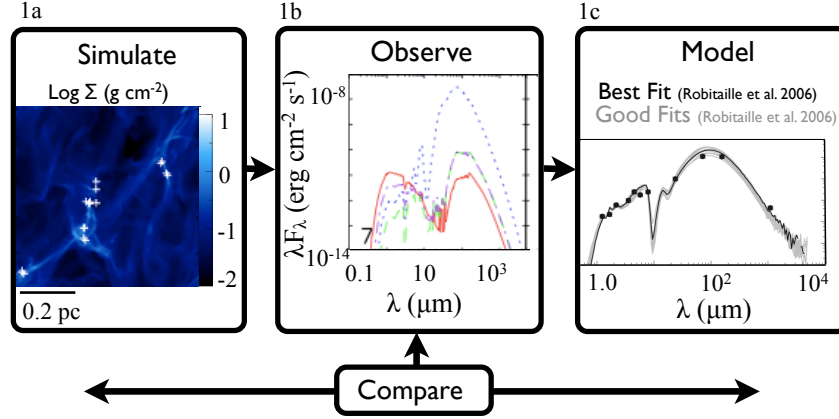 1a
Simulate
Log Σ (g cm-2)
1
0
-1
-2
0.2 pc
1b
Observe
λFλ (erg cm-2 s-1)
10-8
10-14
0.1
10
103
λ (μm)
1c
Model
Best Fit (Robitaille et al. 2006)
Good Fits (Robitaille et al. 2006)
1.0
102
104
λ (μm)
Compare